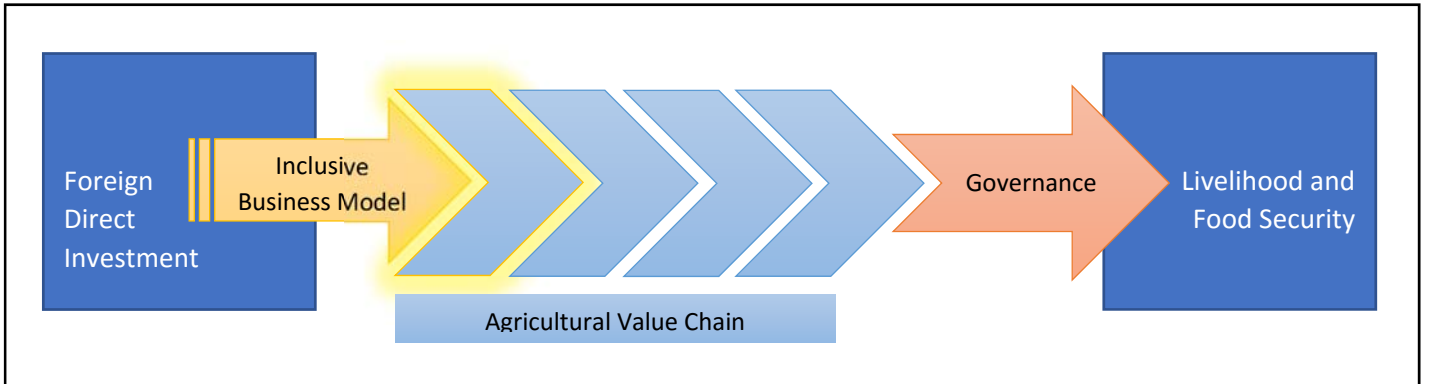 Foreign
Direct
Investment
Inclusive
Business Model
Agricultural Value Chain
Governance
Livelihood and
Food Security